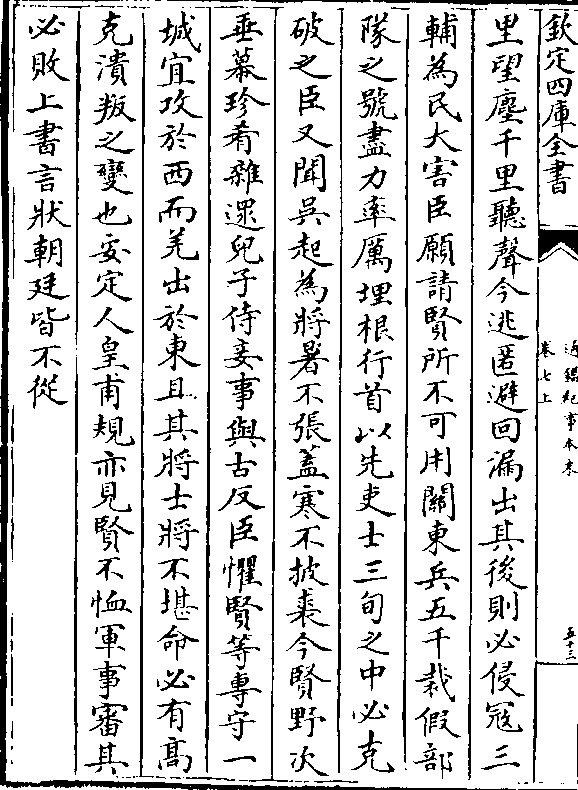 欽定四庫全書
通鑑紀事本末
卷七上
五十三
里望塵千里聽聲今逃匿避回漏出其後則必侵寇三
輔為民大害臣願請賢所不可用關東兵五千裁假部
隊之號盡力率厲埋根行首以先吏士三旬之中必克
破之臣又聞吳起為將暑不張蓋寒不披裘今賢野次
垂幕珍肴雜遝兒子侍妾事與古反臣懼賢等專守一
城宜攻於西而羌出於東且其將士將不堪命必有高
克潰叛之變也安定人皇甫規亦見賢不恤軍事審其
必敗上書言狀朝廷皆不從